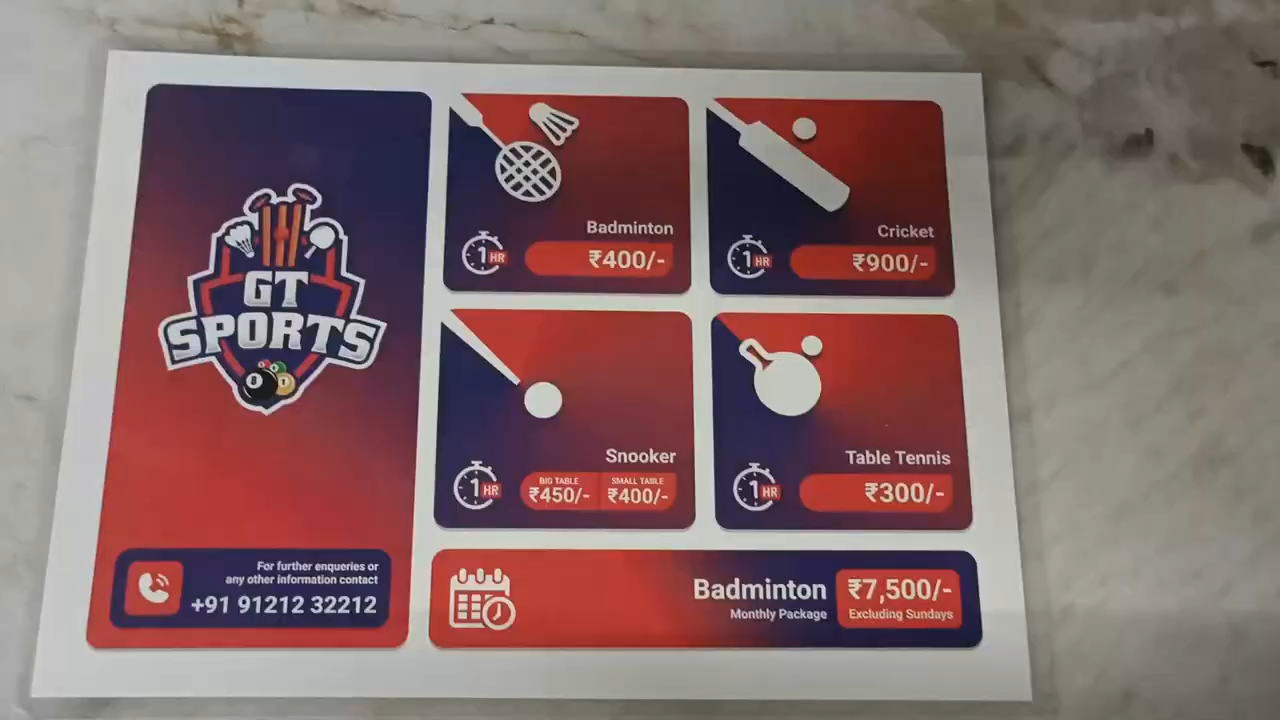 GT
SPORTS
For further enqueries or
any other information contact
+91 91212 32212
Badminton
1 HR
₹400/-
Cricket
1 HR
₹900/-
Snooker
1 HR
BIG TABLE
₹450/-
SMALL TABLE
₹400/-
Table Tennis
1 HR
₹300/-
Badminton
Monthly Package
₹7,500/-
Excluding Sundays